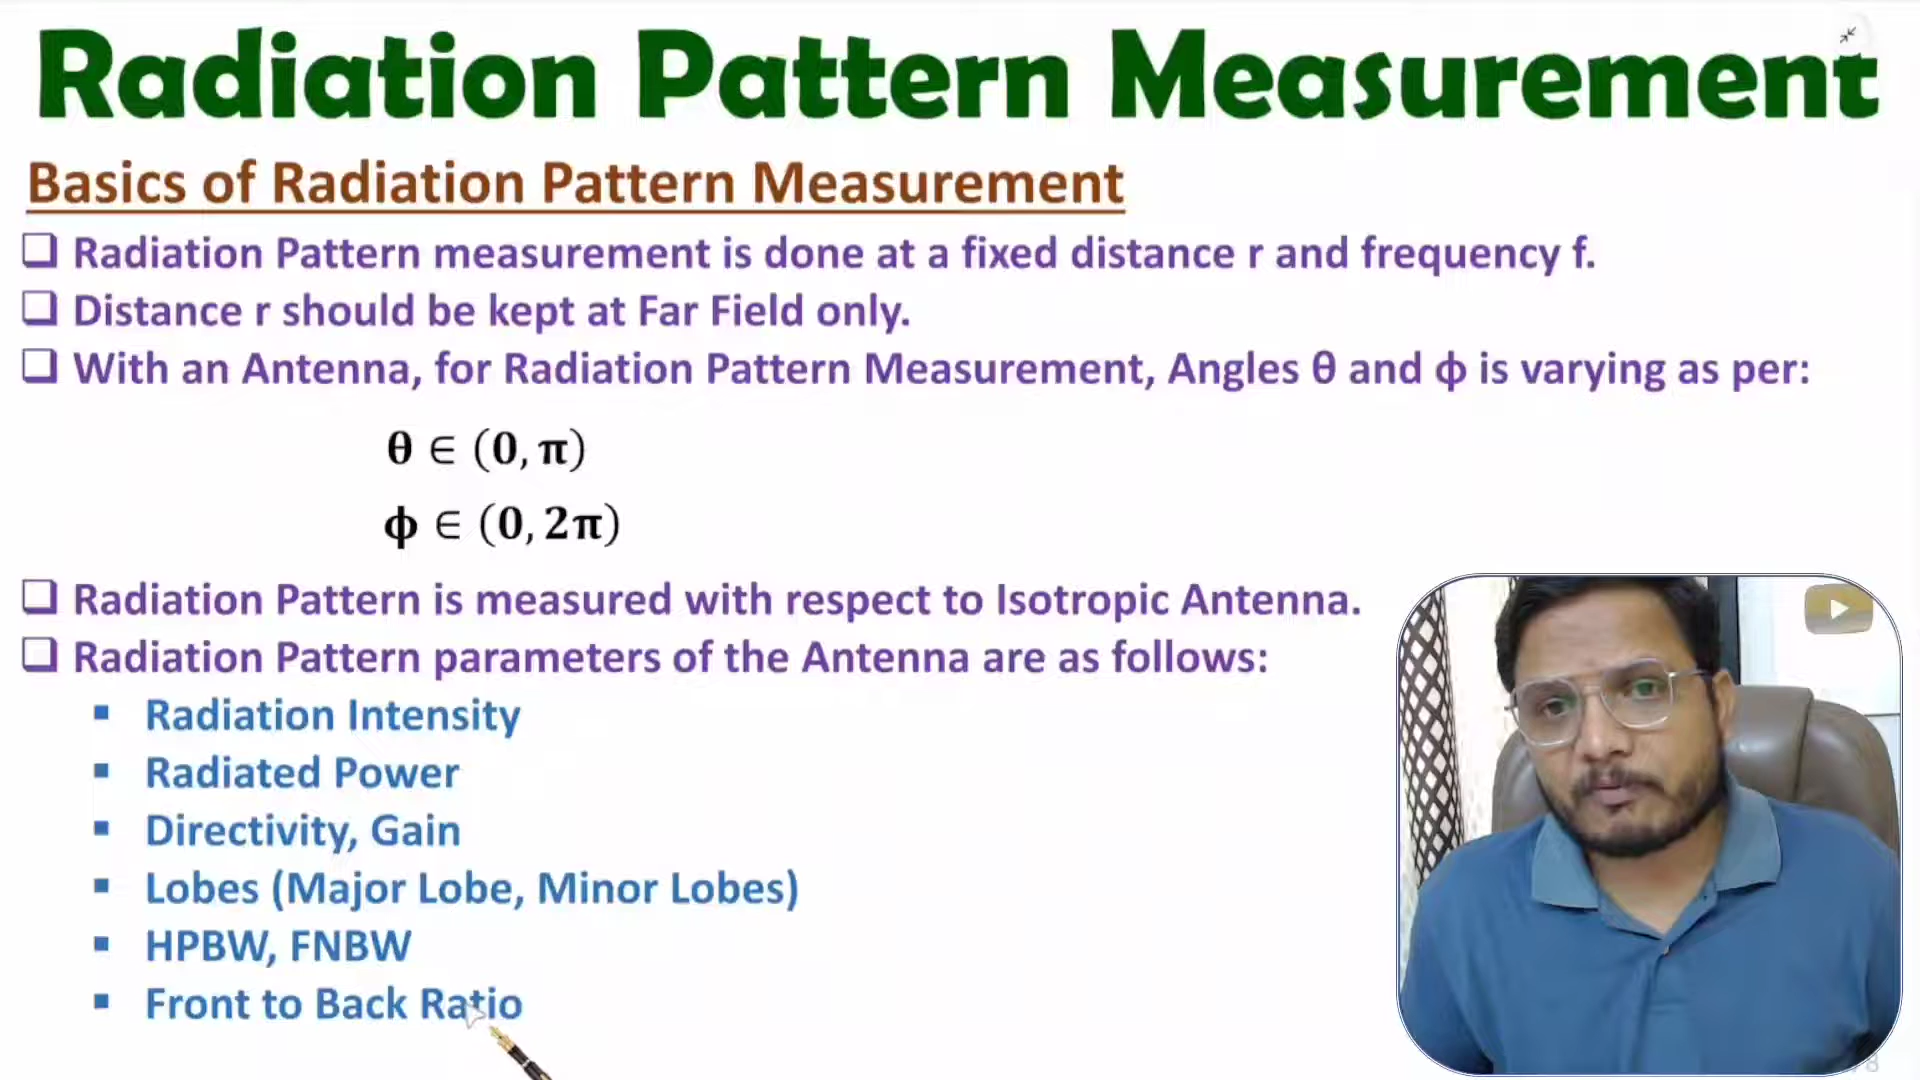 Radiation Pattern Measurement
Basics of Radiation Pattern Measurement
❑ Radiation Pattern measurement is done at a fixed distance r and frequency f.
❑ Distance r should be kept at Far Field only.
❑ With an Antenna, for Radiation Pattern Measurement, Angles θ and ϕ is varying as per:
θ ∈ (0, π)
ϕ ∈ (0, 2π)
❑ Radiation Pattern is measured with respect to Isotropic Antenna.
❑ Radiation Pattern parameters of the Antenna are as follows:
▪ Radiation Intensity
▪ Radiated Power
▪ Directivity, Gain
▪ Lobes (Major Lobe, Minor Lobes)
▪ HPBW, FNBW
▪ Front to Back Ratio